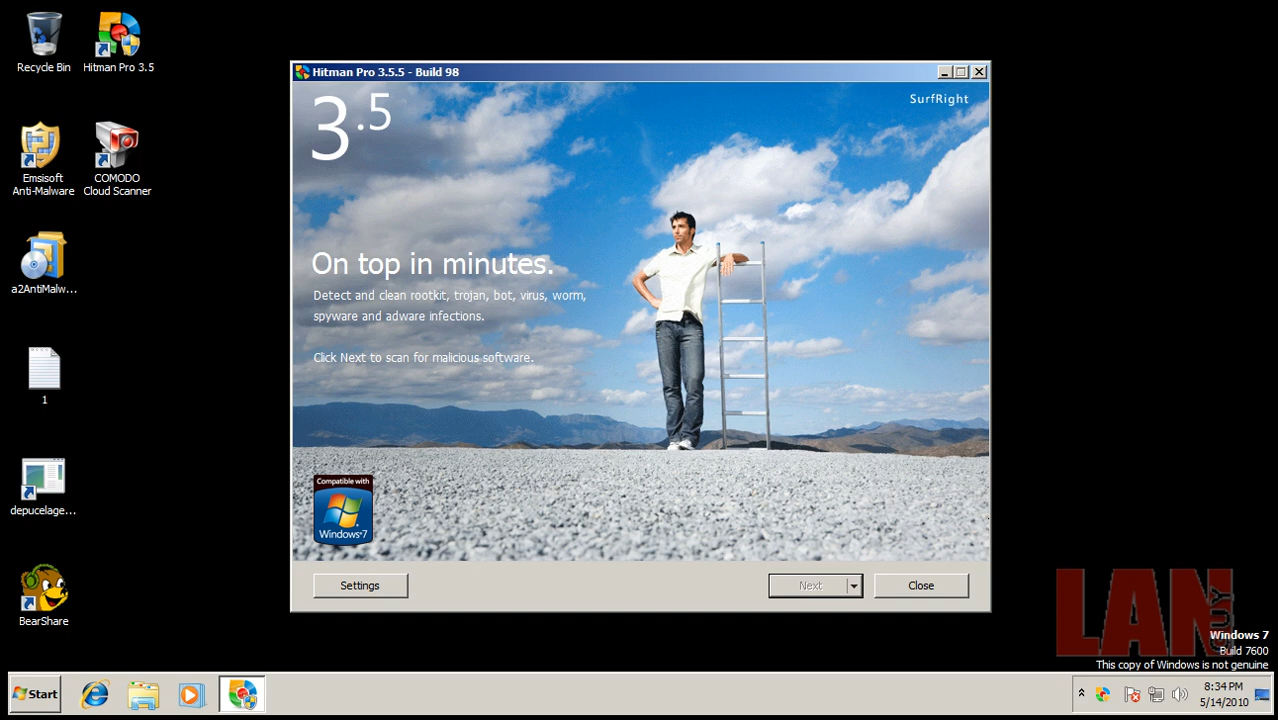 Recycle Bin
Hitman Pro 3.5
Emsisoft
Anti-Malware
COMODO
Cloud Scanner
a2AntiMalw...
1
depucelage...
BearShare
Hitman Pro 3.5.5 - Build 98
3.5
SurfRight
On top in minutes.
Detect and clean rootkit, trojan, bot, virus, worm,
spyware and adware infections.
Click Next to scan for malicious software.
Compatible with
Windows 7
Settings
Next
Close
LAN
GUY
Windows 7
Build 7600
This copy of Windows is not genuine
Start
8:34 PM
5/14/2010